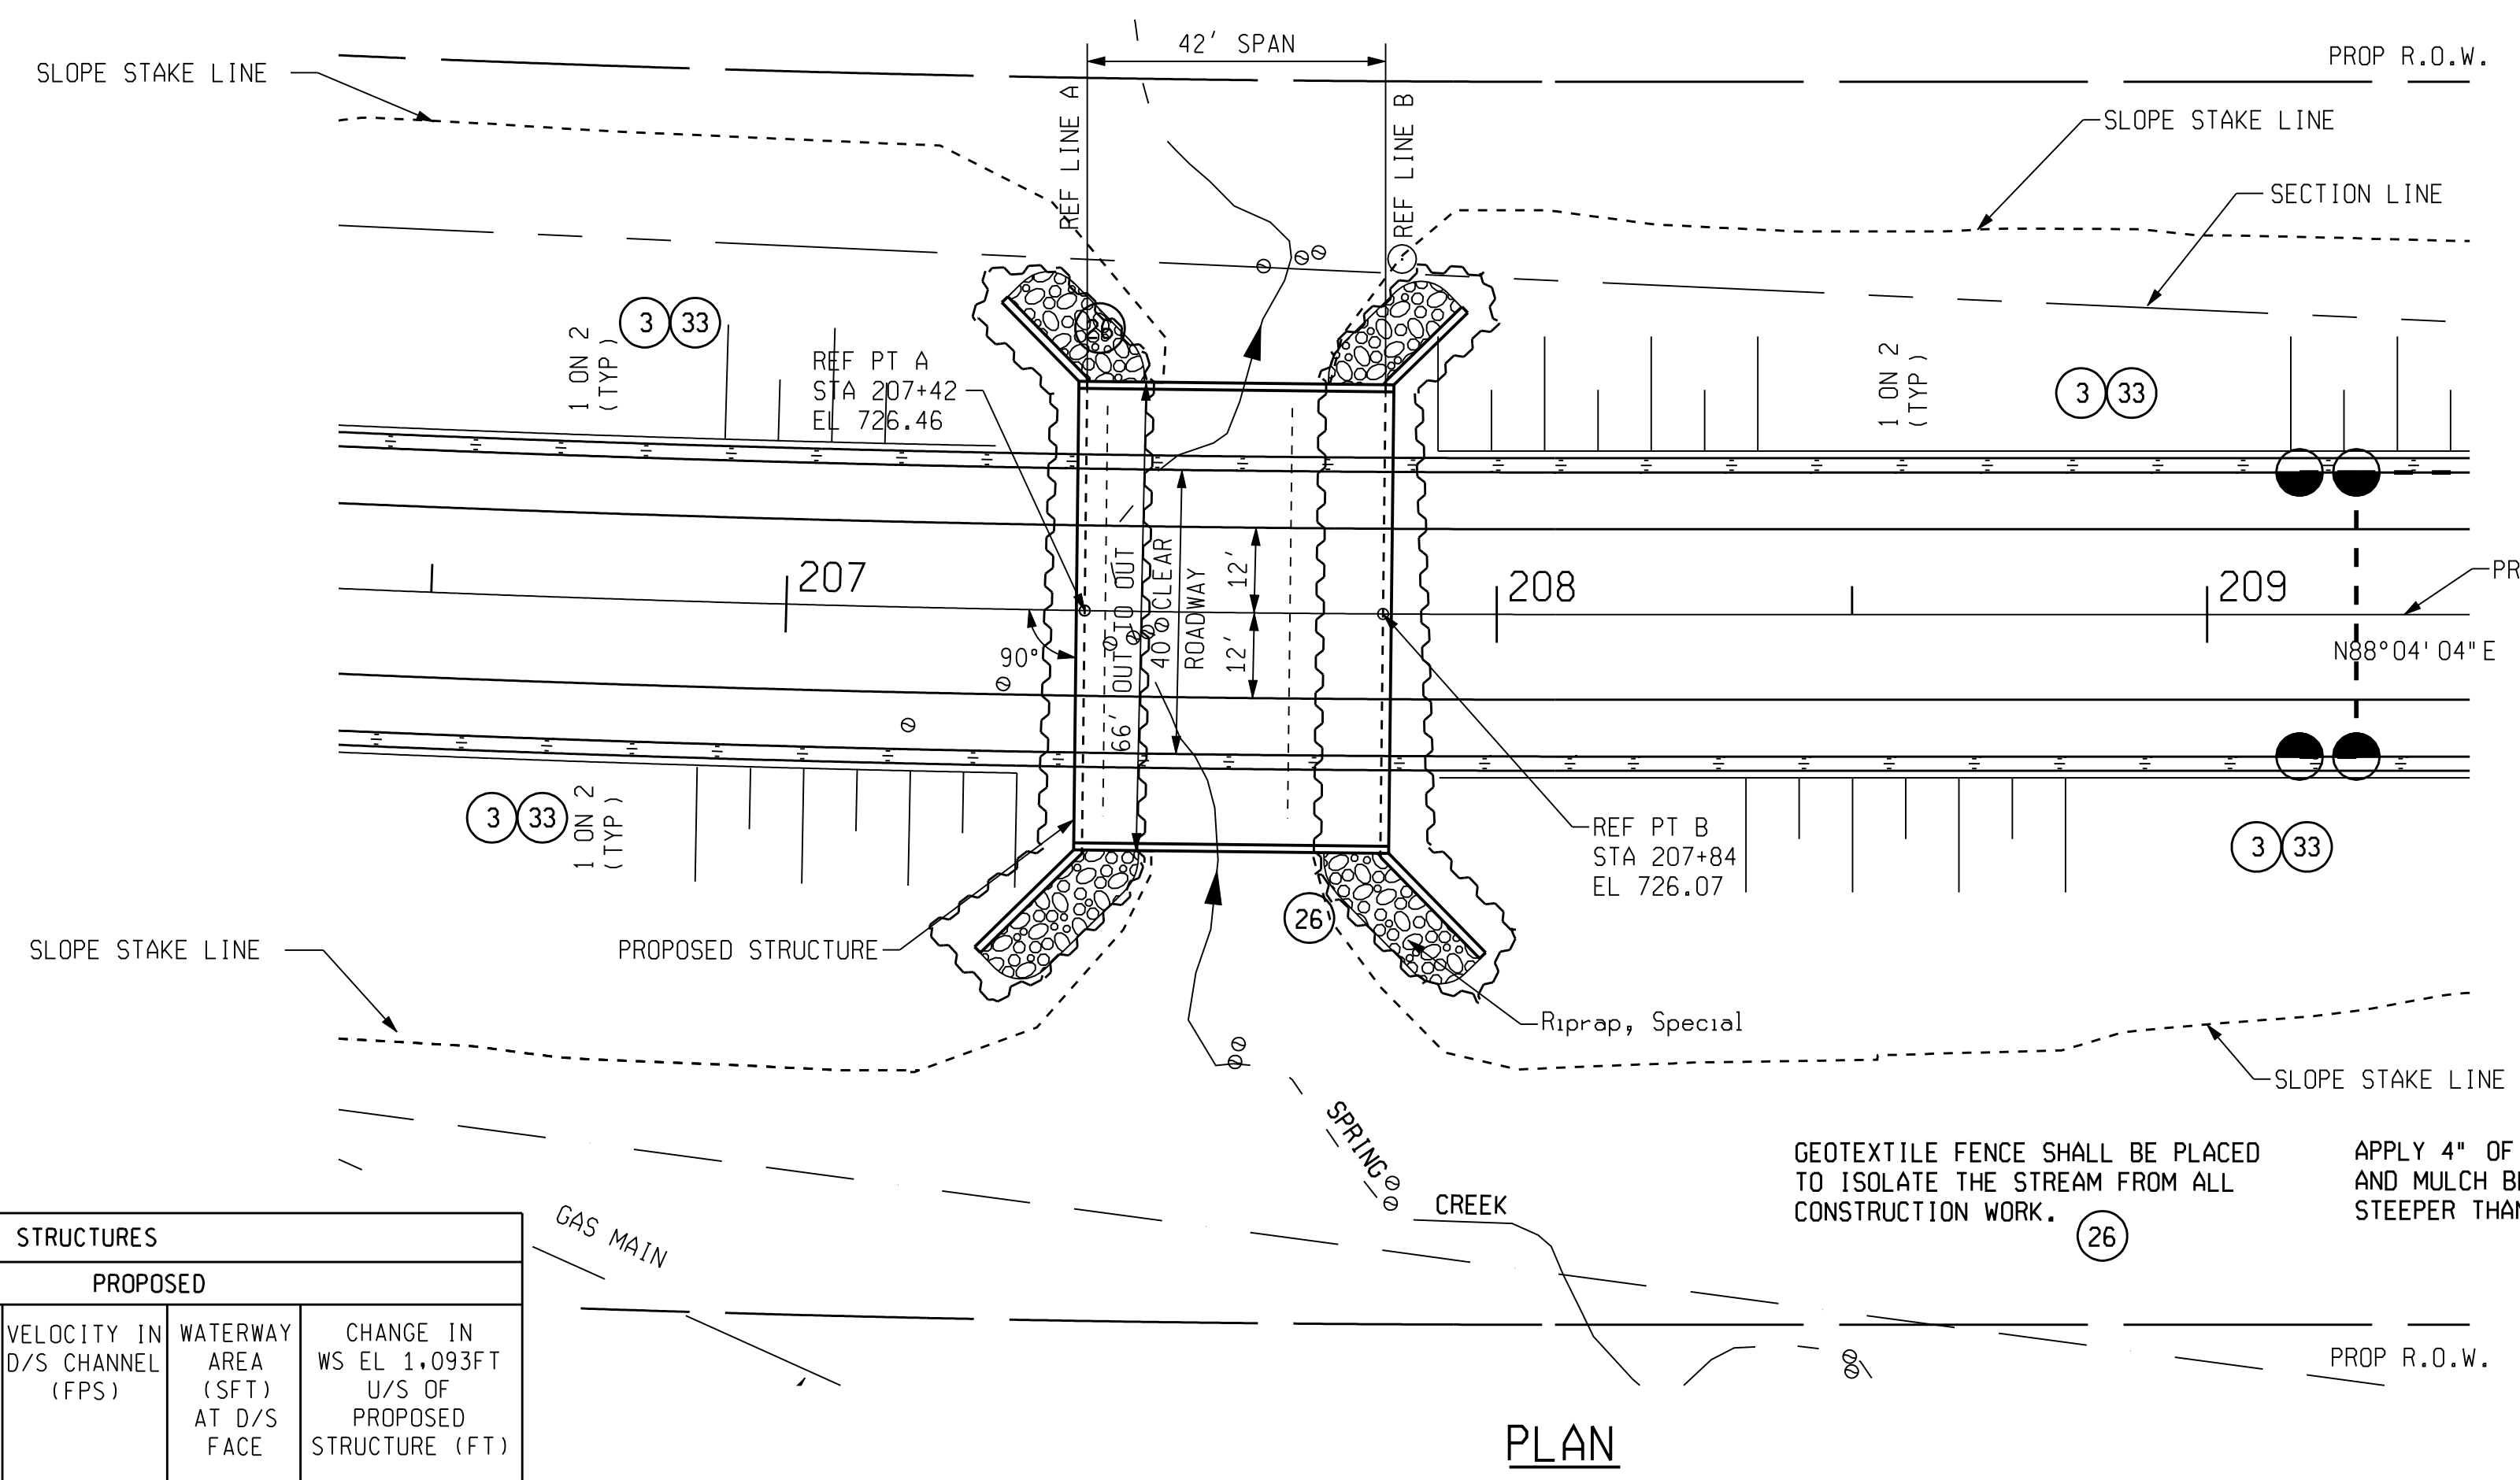 42' SPAN
PROP R.O.W.
SLOPE STAKE LINE
REF LINE A
REF LINE B
SLOPE STAKE LINE
SECTION LINE
1 ON 2
(TYP)
3 33
REF PT A
STA 207+42
EL 726.46
1 ON 2
(TYP)
3 33
207
208
209
PR
N88°04'04"E
90°
66' OUT TO OUT
40' CLEAR
ROADWAY
12'
12'
3 33
1 ON 2
(TYP)
REF PT B
STA 207+84
EL 726.07
3 33
26
PROPOSED STRUCTURE
SLOPE STAKE LINE
Riprap, Special
SLOPE STAKE LINE
SPRING
CREEK
GAS MAIN
GEOTEXTILE FENCE SHALL BE PLACED
TO ISOLATE THE STREAM FROM ALL
CONSTRUCTION WORK.
26
APPLY 4" OF
AND MULCH B
STEEPER THAN
STRUCTURES
PROPOSED
VELOCITY IN
D/S CHANNEL
(FPS)
WATERWAY
AREA
(SFT)
AT D/S
FACE
CHANGE IN
WS EL 1,093FT
U/S OF
PROPOSED
STRUCTURE (FT)
PROP R.O.W.
PLAN